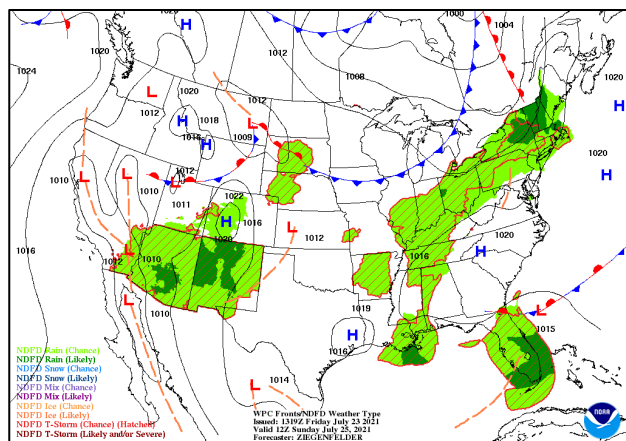 1020
H
1000
1004
1012
1020
1024
1008
1020
L
1020
1012
H
1018
1016
H
1012
1009
L
H
1012
L
1010
L
L
1010
1011
1022
H
1016
1020
L
1012
1016
H
1020
H
1016
L
1010
1012
L
1010
1019
H
1016
L
1015
L
1014
NDFD Rain (Chance)
NDFD Rain (Likely)
NDFD Snow (Chance)
NDFD Snow (Likely)
NDFD Mix (Chance)
NDFD Mix (Likely)
NDFD Ice (Chance)
NDFD Ice (Likely)
NDFD T-Storm (Chance) (Hatches)
NDFD T-Storm (Likely and/or Severe)
WPC Fronts/NDFD Weather Type
Issued: 1319Z Friday July 23 2021
Valid 12Z Sunday July 25, 2021
Forecaster: ZIEGENFELDER
NOAA